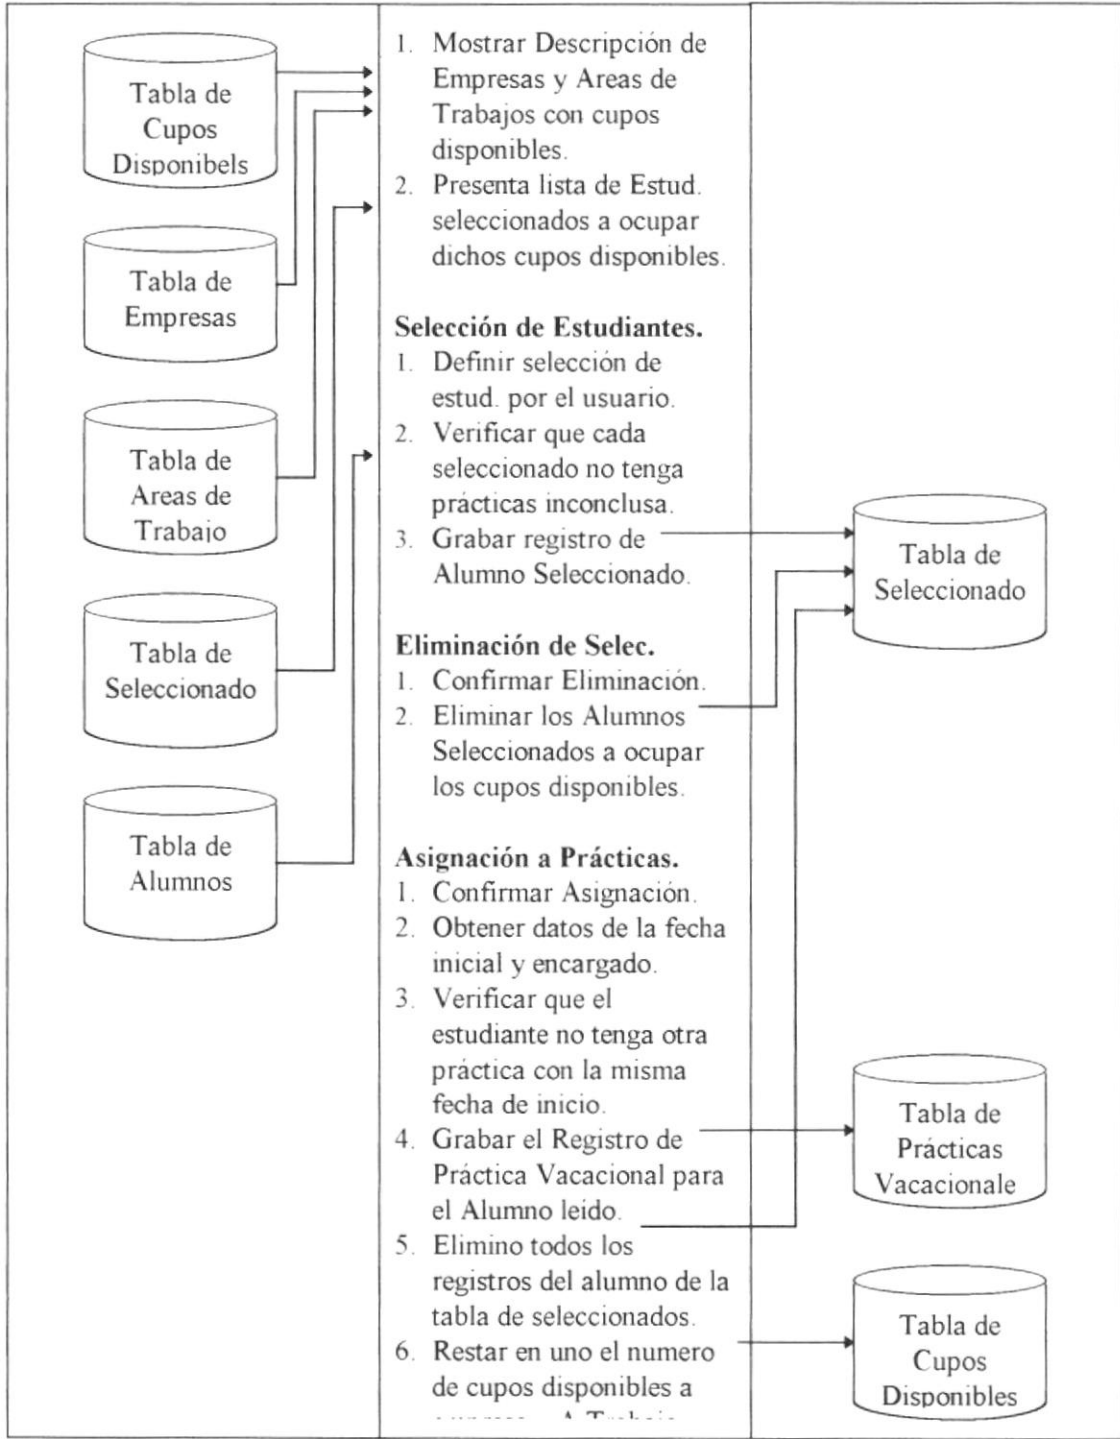 Tabla de
Cupos
Disponibels
Tabla de
Empresas
Tabla de
Areas de
Trabajo
Tabla de
Seleccionado
Tabla de
Alumnos
1. Mostrar Descripción de
Empresas y Areas de
Trabajos con cupos
disponibles.
2. Presenta lista de Estud.
seleccionados a ocupar
dichos cupos disponibles.
Selección de Estudiantes.
1. Definir selección de
estud. por el usuario.
2. Verificar que cada
seleccionado no tenga
prácticas inconclusa.
3. Grabar registro de
Alumno Seleccionado.
Eliminación de Selec.
1. Confirmar Eliminación.
2. Eliminar los Alumnos
Seleccionados a ocupar
los cupos disponibles.
Asignación a Prácticas.
1. Confirmar Asignación.
2. Obtener datos de la fecha
inicial y encargado.
3. Verificar que el
estudiante no tenga otra
práctica con la misma
fecha de inicio.
4. Grabar el Registro de
Práctica Vacacional para
el Alumno leido.
5. Elimino todos los
registros del alumno de la
tabla de seleccionados.
6. Restar en uno el numero
de cupos disponibles a
Tabla de
Seleccionado
Tabla de
Prácticas
Vacacionale
Tabla de
Cupos
Disponibles